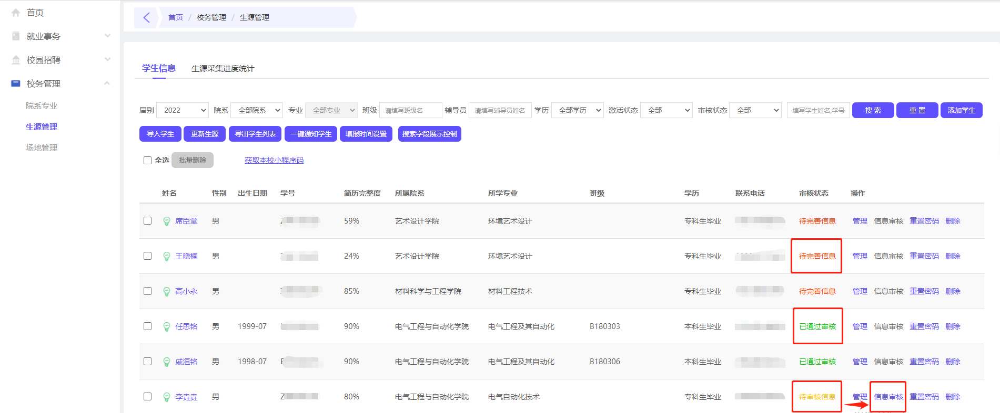 首页
就业事务
校园招聘
校务管理
院系专业
生源管理
场地管理
首页 / 校务管理 / 生源管理
学生信息 生源采集进度统计
届别 2022 院系 全部院系 专业 全部专业 班级 请填写班级名 辅导员 请填写辅导员姓名 学历 全部学历 激活状态 全部 审核状态 全部 填写学生姓名,学号 搜 索 重 置 添加学生
导入学生 更新生源 导出学生列表 一键通知学生 填报时间设置 搜索字段展示控制
全选 批量删除 获取本校小程序码
姓名 性别 出生日期 学号 简历完整度 所属院系 所学专业 班级 学历 联系电话 审核状态 操作
席臣堂 男 59% 艺术设计学院 环境艺术设计 专科生毕业 待完善信息 管理 信息审核 重置密码 删除
王晓楠 男 24% 艺术设计学院 环境艺术设计 专科生毕业 待完善信息 管理 信息审核 重置密码 删除
高小永 男 85% 材料科学与工程学院 材料工程技术 专科生毕业 待完善信息 管理 信息审核 重置密码 删除
任思铭 男 1999-07 90% 电气工程与自动化学院 电气工程及其自动化 B180303 本科生毕业 已通过审核 管理 信息审核 重置密码 删除
戚洹铭 男 1998-07 90% 电气工程与自动化学院 电气工程及其自动化 B180306 本科生毕业 已通过审核 管理 信息审核 重置密码 删除
李垚垚 男 Z 80% 电气工程与自动化学院 电气自动化技术 专科生毕业 待审核信息 管理 信息审核 重置密码 删除